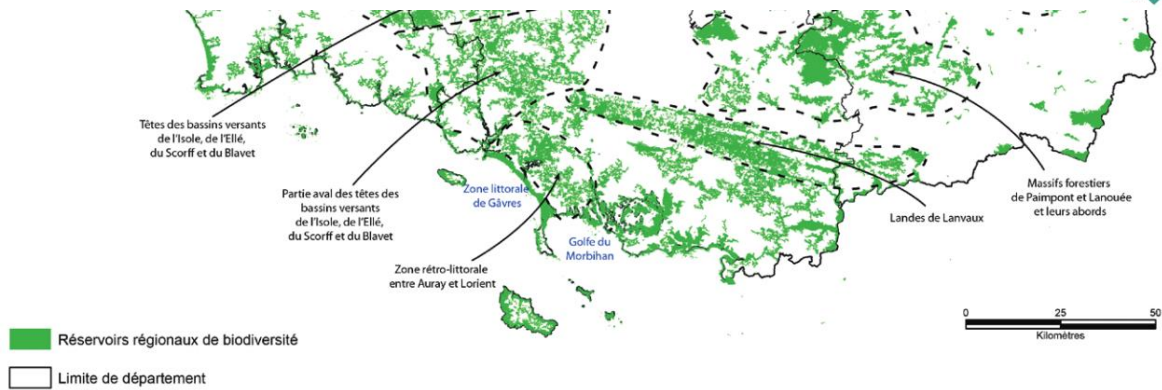 Têtes des bassins versants
de l'Isole, de l'Ellé,
du Scorff et du Blavet
Partie aval des têtes des
bassins versants
de l'Isole, de l'Ellé,
du Scorff et du Blavet
Zone littorale
de Gâvres
Golfe du
Morbihan
Zone rétro-littorale
entre Auray et Lorient
Landes de Lanvaux
Massifs forestiers
de Paimpont et Lanouée
et leurs abords
0 25 50
Kilomètres
Réservoirs régionaux de biodiversité
Limite de département